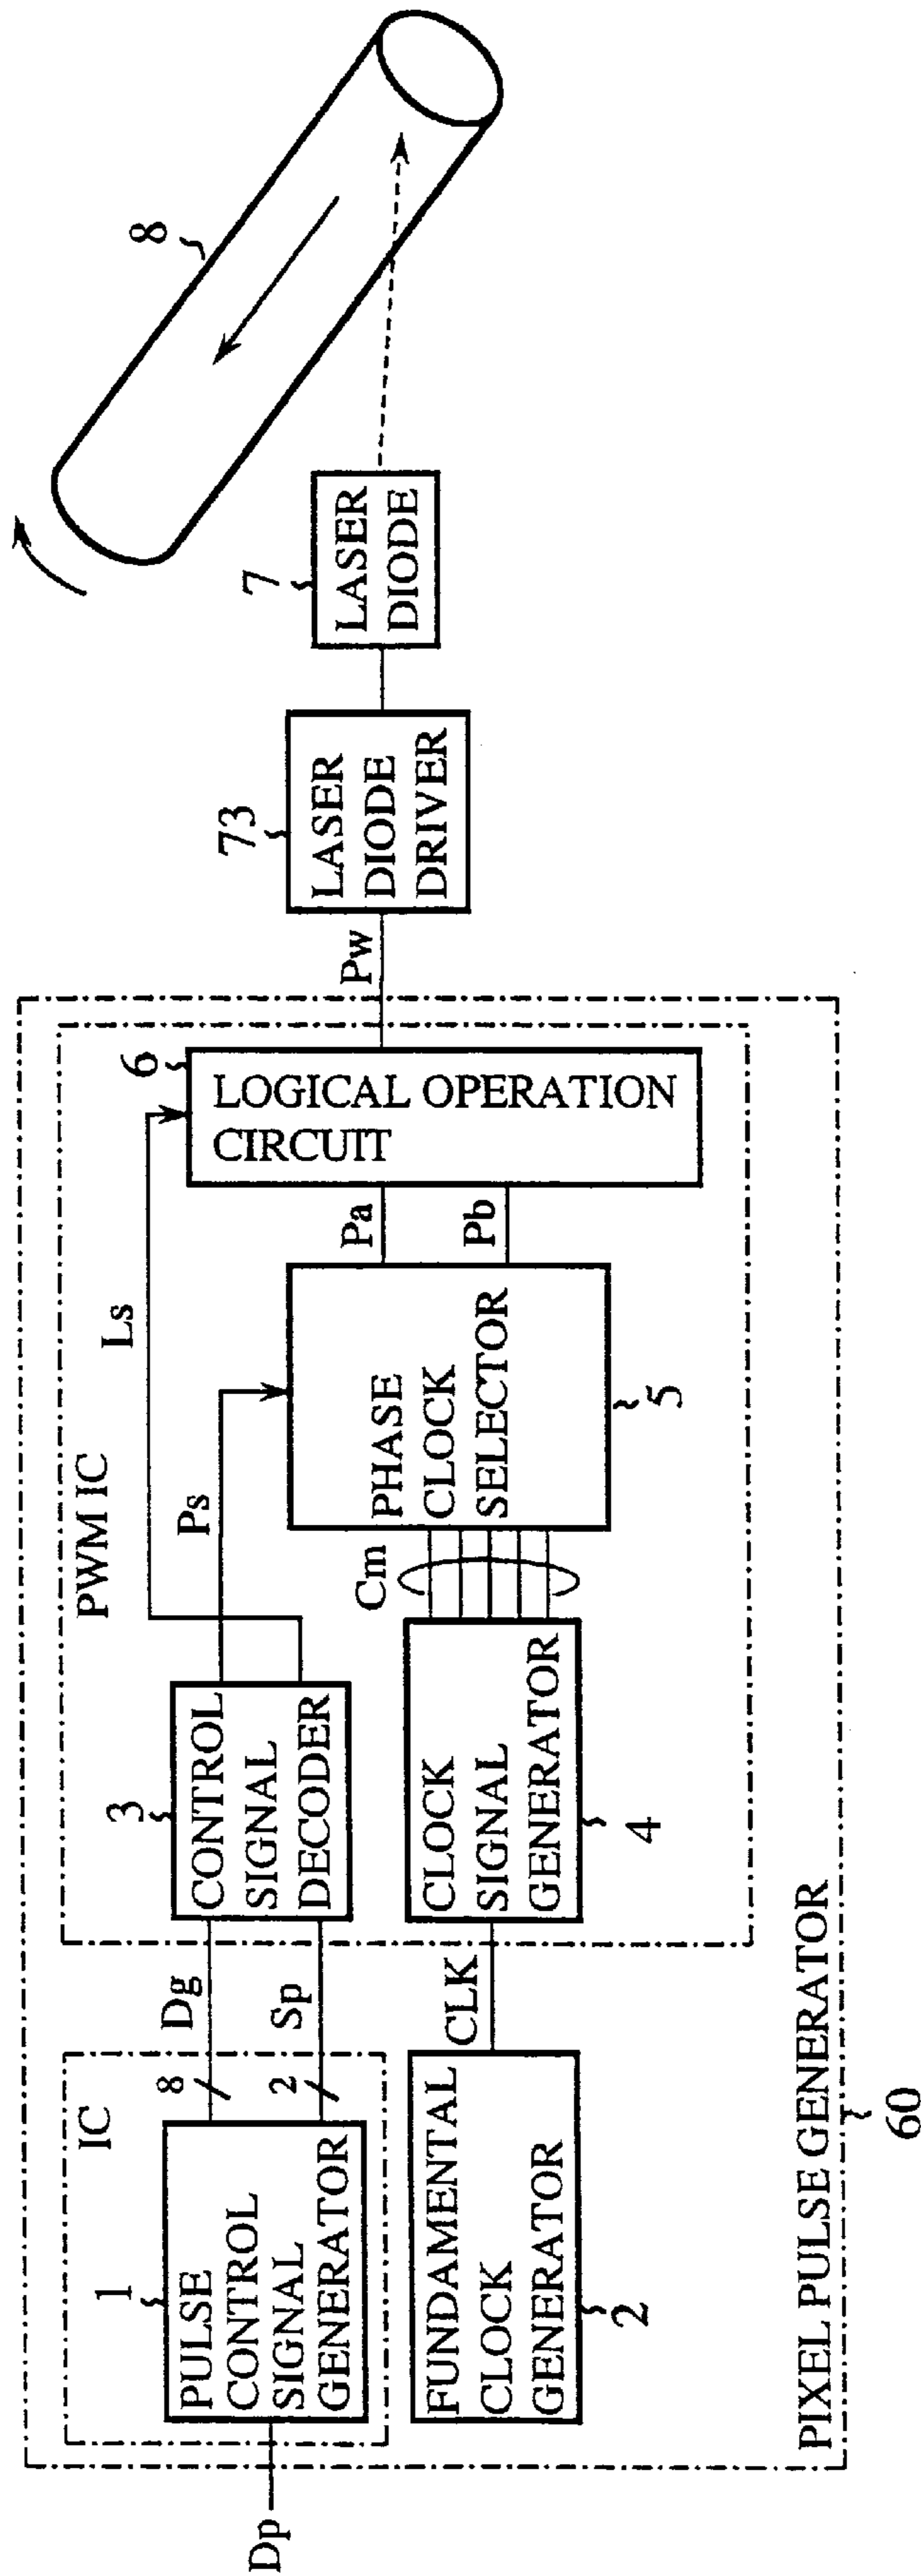 Dp
IC
1
PULSE
CONTROL
SIGNAL
GENERATOR
8
Dg
2
Sp
FUNDAMENTAL
CLOCK
GENERATOR
2
CLK
PWM IC
3
CONTROL
SIGNAL
DECODER
Ps
Ls
CLOCK
SIGNAL
GENERATOR
4
Cm
PHASE
CLOCK
SELECTOR
5
Pa
Pb
6
LOGICAL OPERATION
CIRCUIT
Pw
73
LASER
DIODE
DRIVER
7
LASER
DIODE
8
PIXEL PULSE GENERATOR
60